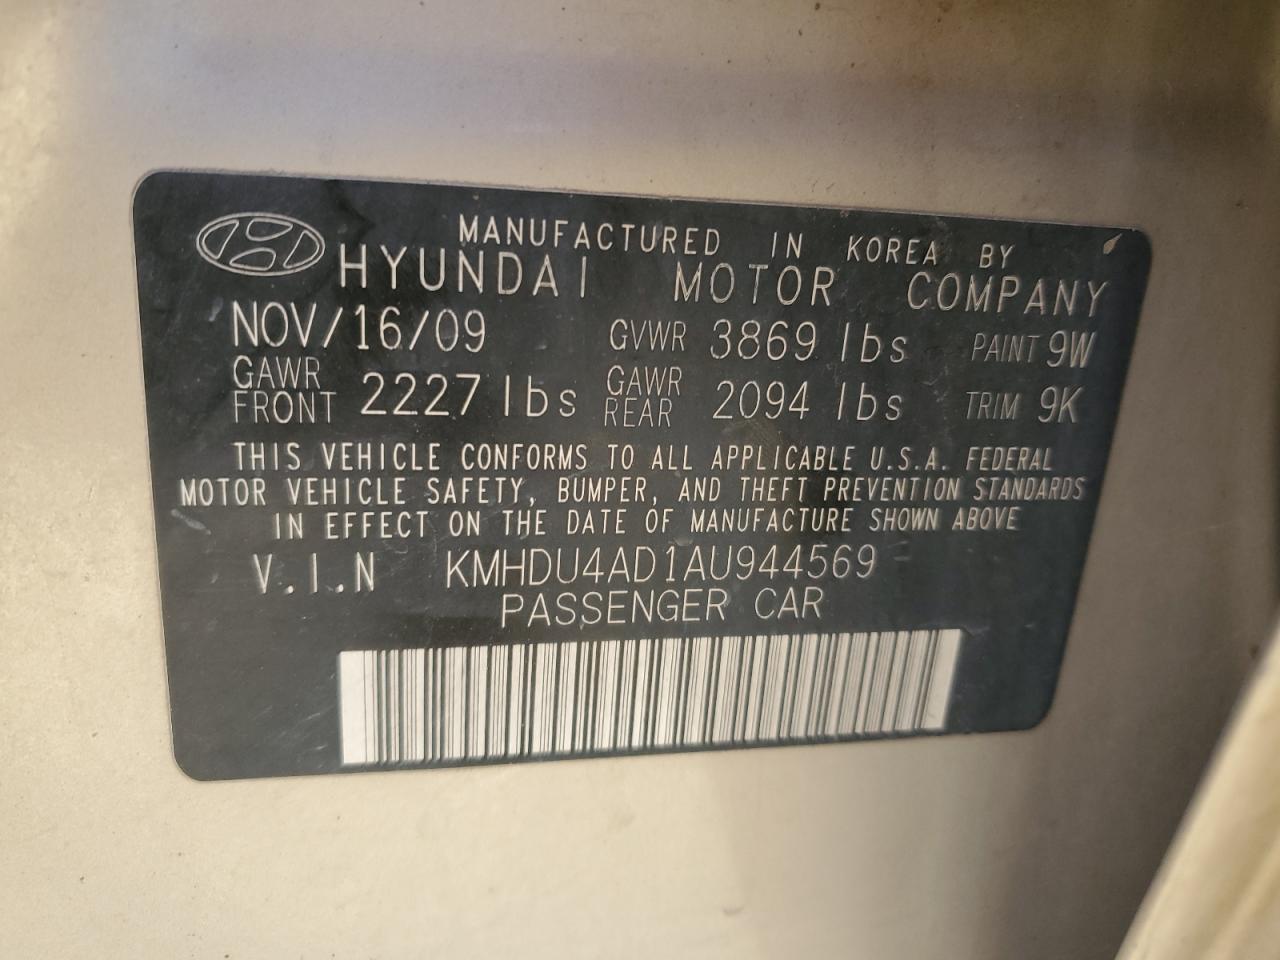 MANUFACTURED IN KOREA BY
HYUNDAI MOTOR COMPANY
NOV/16/09 GVWR 3869 lbs PAINT 9W
GAWR FRONT 2227 lbs GAWR REAR 2094 lbs TRIM 9K
THIS VEHICLE CONFORMS TO ALL APPLICABLE U.S.A. FEDERAL
MOTOR VEHICLE SAFETY, BUMPER, AND THEFT PREVENTION STANDARDS
IN EFFECT ON THE DATE OF MANUFACTURE SHOWN ABOVE
V.I.N KMHDU4AD1AU944569
PASSENGER CAR